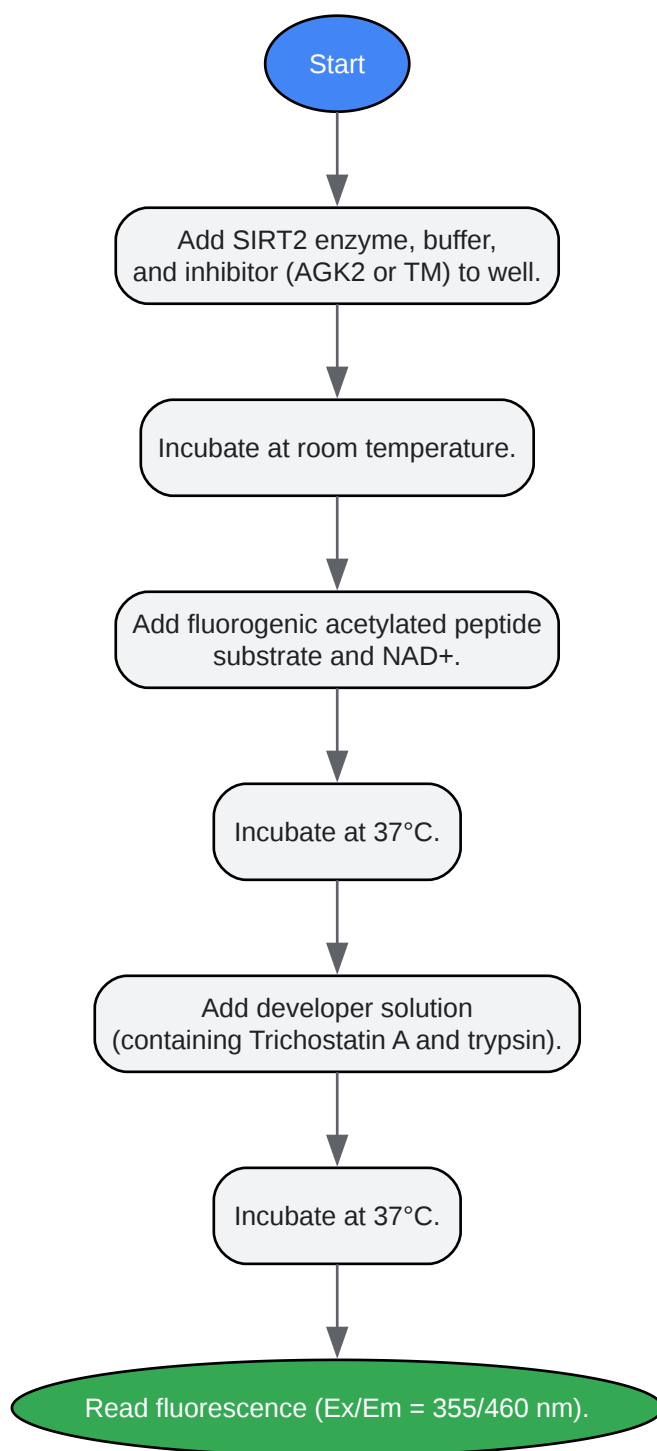 Start
Add SIRT2 enzyme, buffer,
and inhibitor (AGK2 or TM) to well.
Incubate at room temperature.
Add fluorogenic acetylated peptide
substrate and NAD+.
Incubate at 37°C.
Add developer solution
(containing Trichostatin A and trypsin).
Incubate at 37°C.
Read fluorescence (Ex/Em = 355/460 nm).